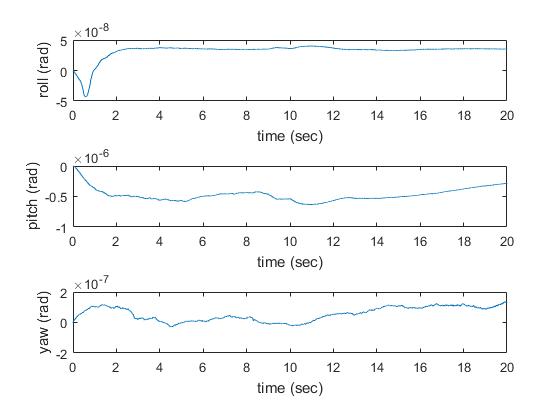 ×10^-8
5
0
-5
roll (rad)
0 2 4 6 8 10 12 14 16 18 20
time (sec)
×10^-6
0
-0.5
-1
pitch (rad)
0 2 4 6 8 10 12 14 16 18 20
time (sec)
×10^-7
2
0
-2
yaw (rad)
0 2 4 6 8 10 12 14 16 18 20
time (sec)